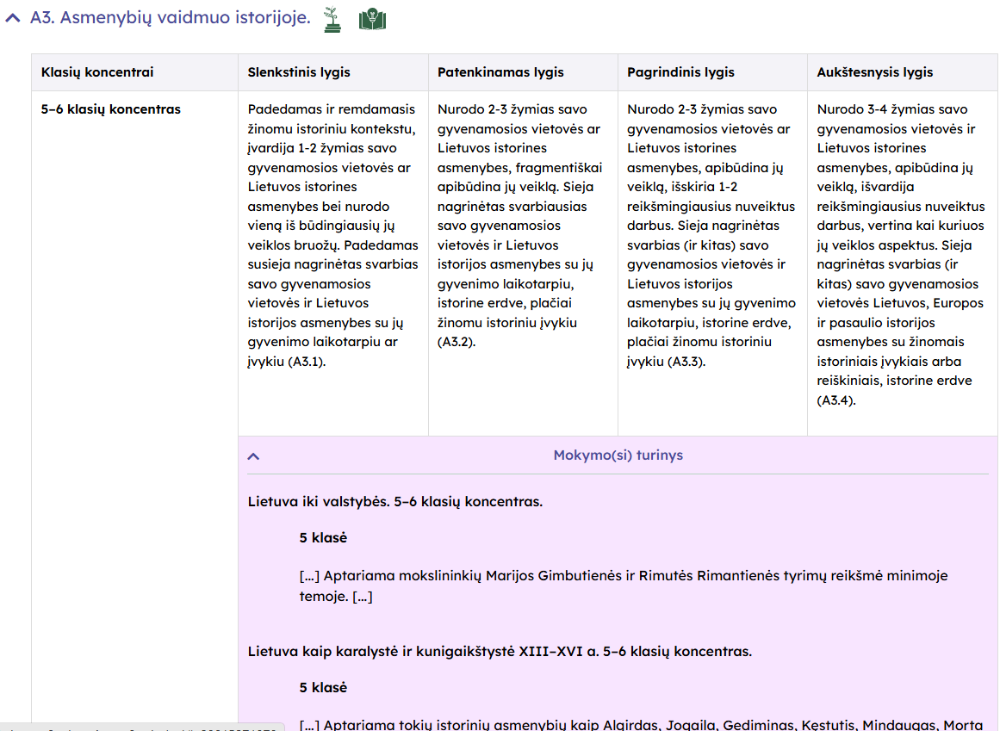 A3. Asmenybių vaidmuo istorijoje.
Klasių koncentrai
Slenkstinis lygis
Patenkinamas lygis
Pagrindinis lygis
Aukštesnysis lygis
5–6 klasių koncentras
Padedamas ir remdamasis
žinomu istoriniu kontekstu,
įvardija 1-2 žymias savo
gyvenamosios vietovės ar
Lietuvos istorines
asmenybes bei nurodo
vieną iš būdingiausių jų
veiklos bruožų. Padedamas
susieja nagrinėtas svarbias
savo gyvenamosios
vietovės ir Lietuvos
istorijos asmenybes su jų
gyvenimo laikotarpiu ar
įvykiu (A3.1).
Nurodo 2-3 žymias savo
gyvenamosios vietovės ar
Lietuvos istorines
asmenybes, fragmentiškai
apibūdina jų veiklą. Sieja
nagrinėtas svarbiausias
savo gyvenamosios
vietovės ir Lietuvos
istorijos asmenybes su jų
gyvenimo laikotarpiu,
istorine erdve, plačiai
žinomu istoriniu įvykiu
(A3.2).
Nurodo 2-3 žymias savo
gyvenamosios vietovės ar
Lietuvos istorines
asmenybes, apibūdina jų
veiklą, išskiria 1-2
reikšmingiausius nuveiktus
darbus. Sieja nagrinėtas
svarbias (ir kitas) savo
gyvenamosios vietovės ir
Lietuvos istorijos
asmenybes su jų gyvenimo
laikotarpiu, istorine erdve,
plačiai žinomu istoriniu
įvykiu (A3.3).
Nurodo 3-4 žymias savo
gyvenamosios vietovės ir
Lietuvos istorines
asmenybes, apibūdina jų
veiklą, išvardija
reikšmingiausius nuveiktus
darbus, vertina kai kuriuos
jų veiklos aspektus. Sieja
nagrinėtas svarbias (ir
kitas) savo gyvenamosios
vietovės Lietuvos, Europos
ir pasaulio istorijos
asmenybes su žinomais
istoriniais įvykiais arba
reiškiniais, istorine erdve
(A3.4).
Mokymo(si) turinys
Lietuva iki valstybės. 5–6 klasių koncentras.
5 klasė
[...] Aptariama mokslininkių Marijos Gimbutienės ir Rimutės Rimantienės tyrimų reikšmė minimoje
temoje. [...]
Lietuva kaip karalystė ir kunigaikštystė XIII–XVI a. 5–6 klasių koncentras.
5 klasė
[...] Aptariama tokių istorinių asmenybių kaip Algirdas, Jogaila, Gediminas, Kęstutis, Mindaugas, Morta